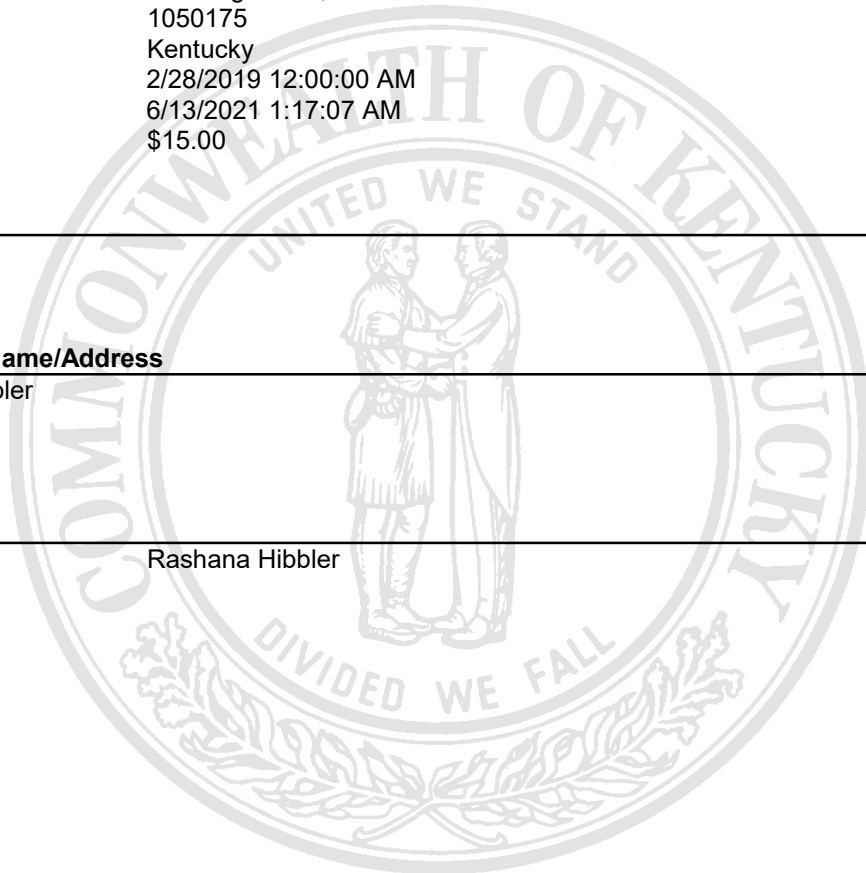 1050175
Kentucky
2/28/2019 12:00:00 AM
6/13/2021 1:17:07 AM
$15.00
COMMONWEALTH OF KENTUCKY
UNITED WE STAND
ame/Address
ler
Rashana Hibbler
DIVIDED WE FALL